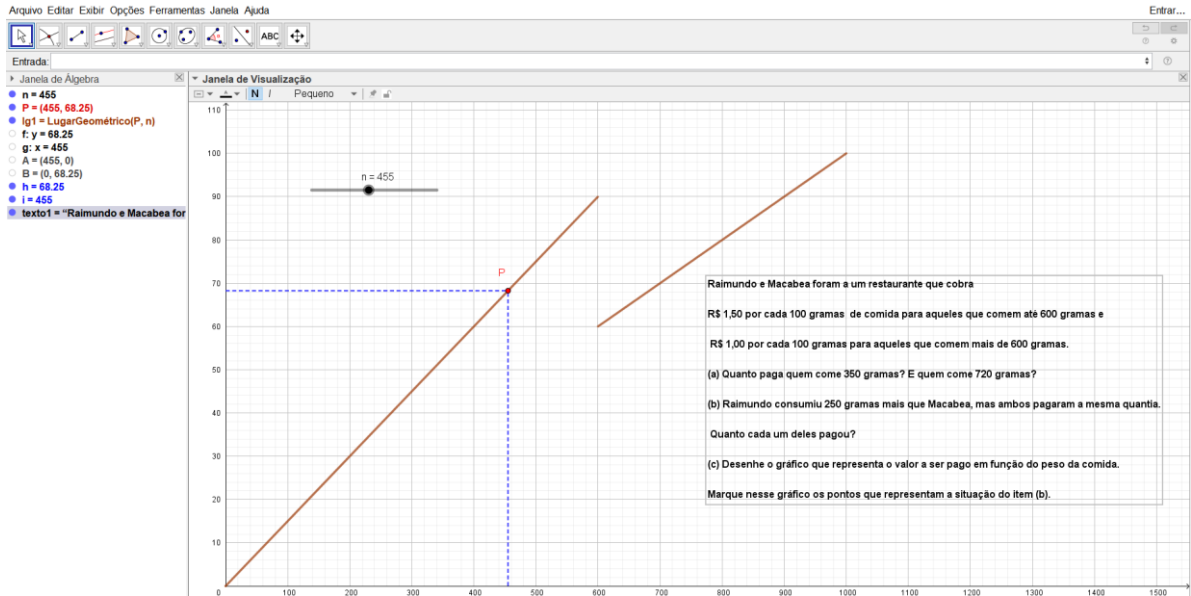 Arquivo Editar Exibir Opções Ferramentas Janela Ajuda
Entrar...
ABC
Entrada:
Janela de Álgebra
Janela de Visualização
n = 455
P = (455, 68.25)
lg1 = LugarGeométrico(P, n)
f: y = 68.25
g: x = 455
A = (455, 0)
B = (0, 68.25)
h = 68.25
i = 455
texto1 = “Raimundo e Macabea for
N I Pequeno
110
100
90
80
70
60
50
40
30
20
10
n = 455
P
Raimundo e Macabea foram a um restaurante que cobra
R$ 1,50 por cada 100 gramas de comida para aqueles que comem até 600 gramas e
R$ 1,00 por cada 100 gramas para aqueles que comem mais de 600 gramas.
(a) Quanto paga quem come 350 gramas? E quem come 720 gramas?
(b) Raimundo consumiu 250 gramas mais que Macabea, mas ambos pagaram a mesma quantia.
Quanto cada um deles pagou?
(c) Desenhe o gráfico que representa o valor a ser pago em função do peso da comida.
Marque nesse gráfico os pontos que representam a situação do item (b).
0 100 200 300 400 500 600 700 800 900 1000 1100 1200 1300 1400 1500